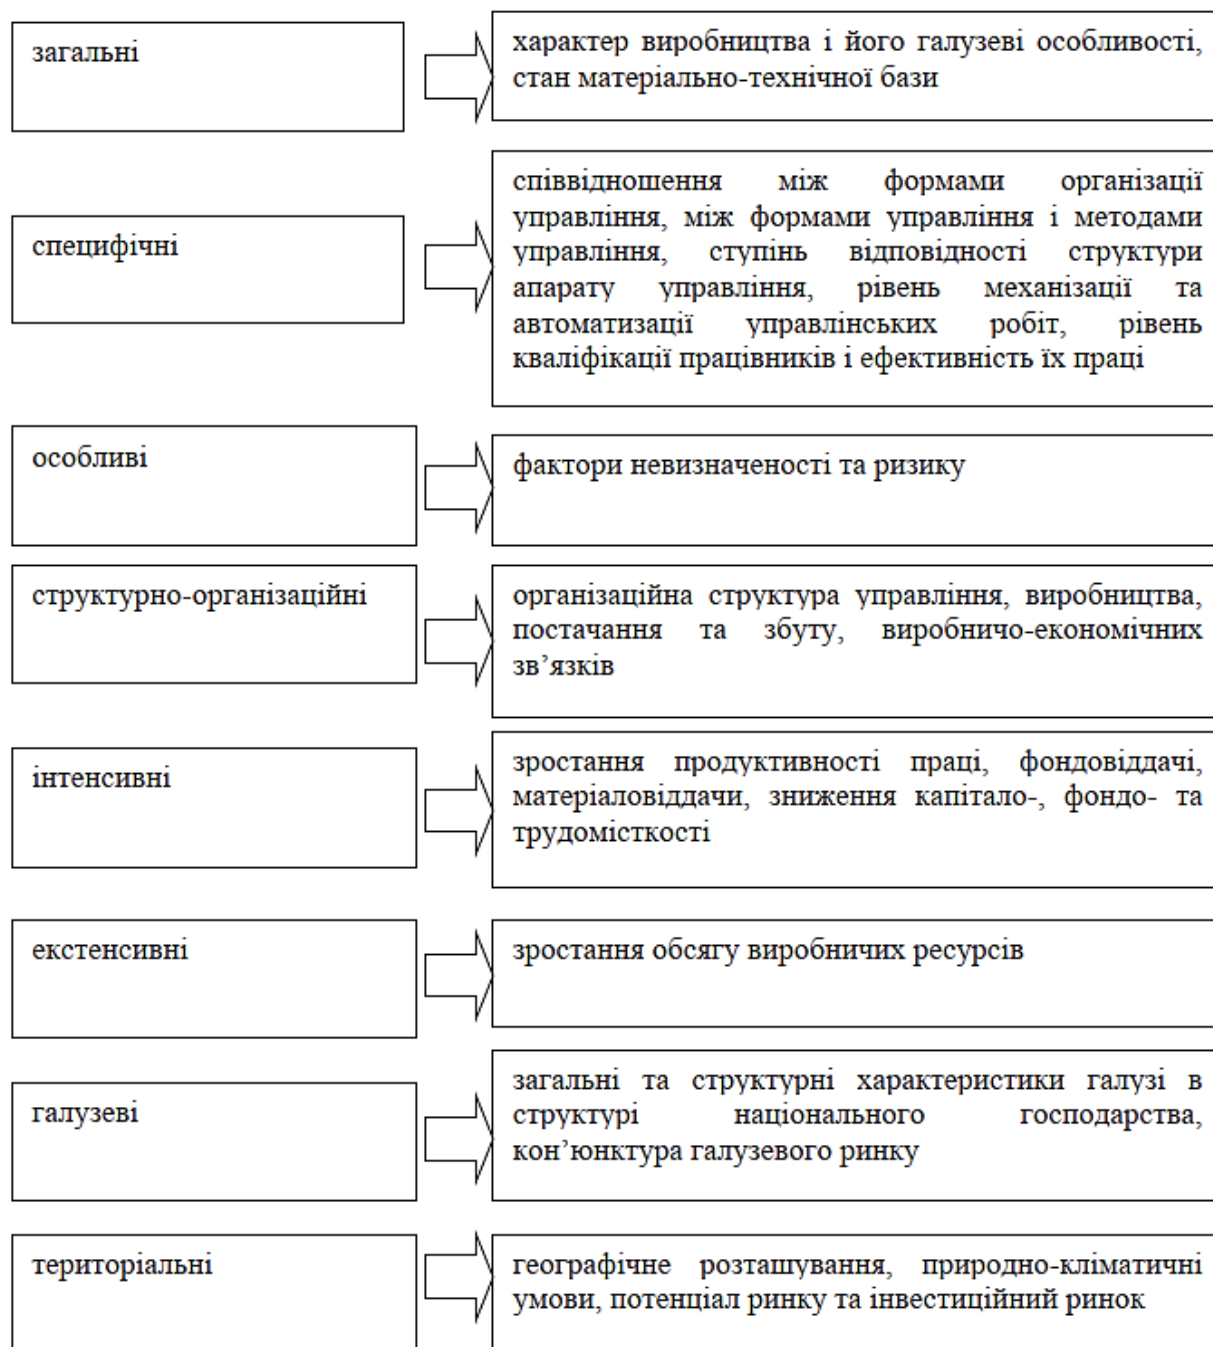 загальні
характер виробництва і його галузеві особливості,
стан матеріально-технічної бази
специфічні
співвідношення між формами організації
управління, між формами управління і методами
управління, ступінь відповідності структури
апарату управління, рівень механізації та
автоматизації управлінських робіт, рівень
кваліфікації працівників і ефективність їх праці
особливі
фактори невизначеності та ризику
структурно-організаційні
організаційна структура управління, виробництва,
постачання та збуту, виробничо-економічних
зв’язків
інтенсивні
зростання продуктивності праці, фондовіддачі,
матеріаловіддачи, зниження капітало-, фондо- та
трудомісткості
екстенсивні
зростання обсягу виробничих ресурсів
галузеві
загальні та структурні характеристики галузі в
структурі національного господарства,
кон’юнктура галузевого ринку
територіальні
географічне розташування, природно-кліматичні
умови, потенціал ринку та інвестиційний ринок